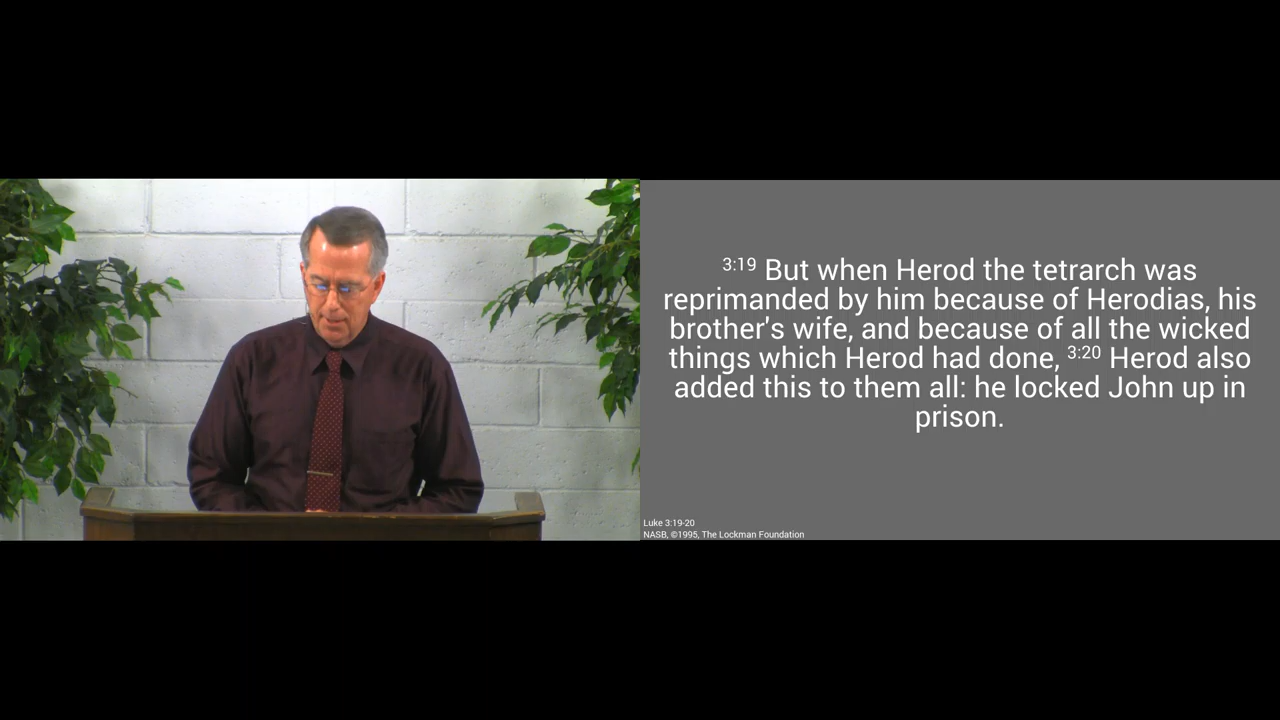 3:19 But when Herod the tetrarch was
reprimanded by him because of Herodias, his
brother's wife, and because of all the wicked
things which Herod had done, 3:20 Herod also
added this to them all: he locked John up in
prison.
Luke 3:19-20
NASB, ©1995, The Lockman Foundation